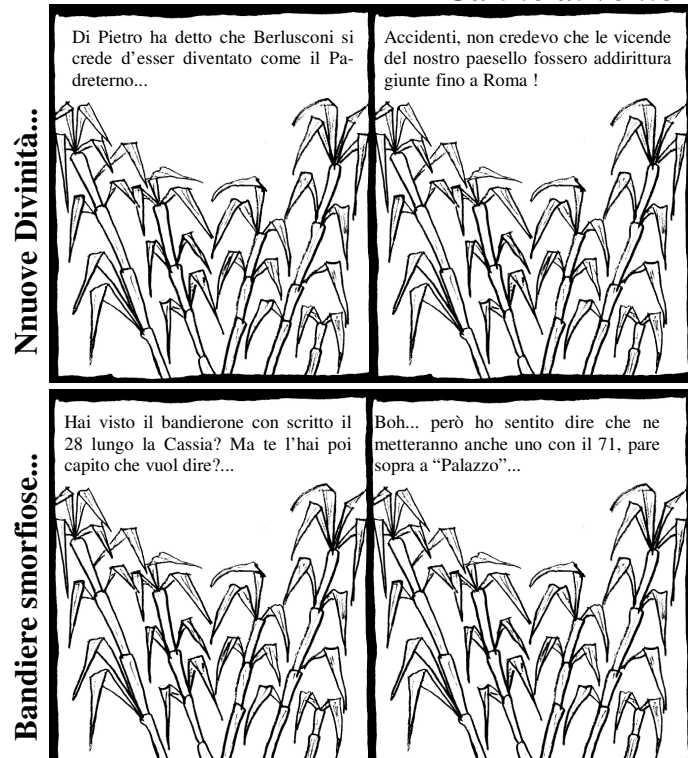 Nnuove Divinità...
Di Pietro ha detto che Berlusconi si
crede d'esser diventato come il Pa-
dreterno...
Accidenti, non credevo che le vicende
del nostro paesello fossero addirittura
giunte fino a Roma !
Bandiere smorfiose...
Hai visto il bandierone con scritto il
28 lungo la Cassia? Ma te l'hai poi
capito che vuol dire?...
Boh... però ho sentito dire che ne
metteranno anche uno con il 71, pare
sopra a “Palazzo”...